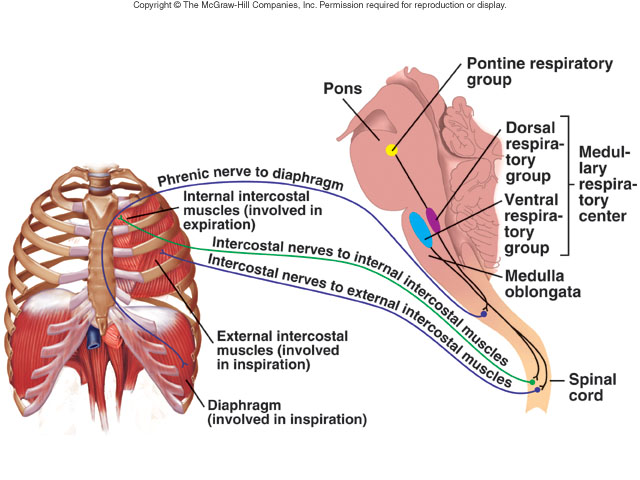 Copyright © The McGraw-Hill Companies, Inc. Permission required for reproduction or display.
Pontine respiratory
group
Pons
Dorsal
respira-
tory
group
Ventral
respira-
tory
group
Medul-
lary
respira-
tory
center
Medulla
oblongata
Phrenic nerve to diaphragm
Internal intercostal
muscles (involved in
expiration)
Intercostal nerves to internal intercostal muscles
Intercostal nerves to external intercostal muscles
External intercostal
muscles (involved
in inspiration)
Diaphragm
(involved in inspiration)
Spinal
cord